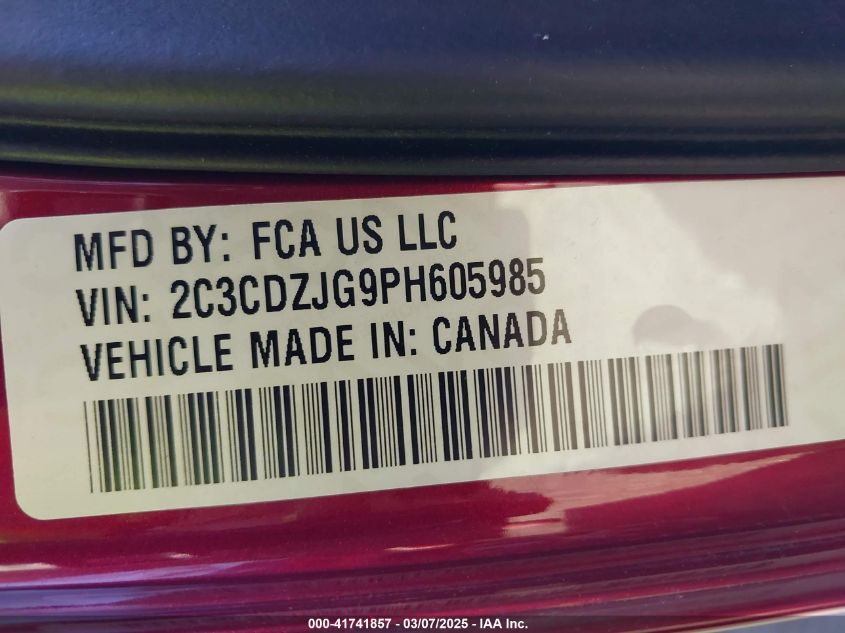 MFD BY: FCA US LLC
VIN: 2C3CDZJG9PH605985
VEHICLE MADE IN: CANADA
000-41741857 - 03/07/2025 - IAA Inc.